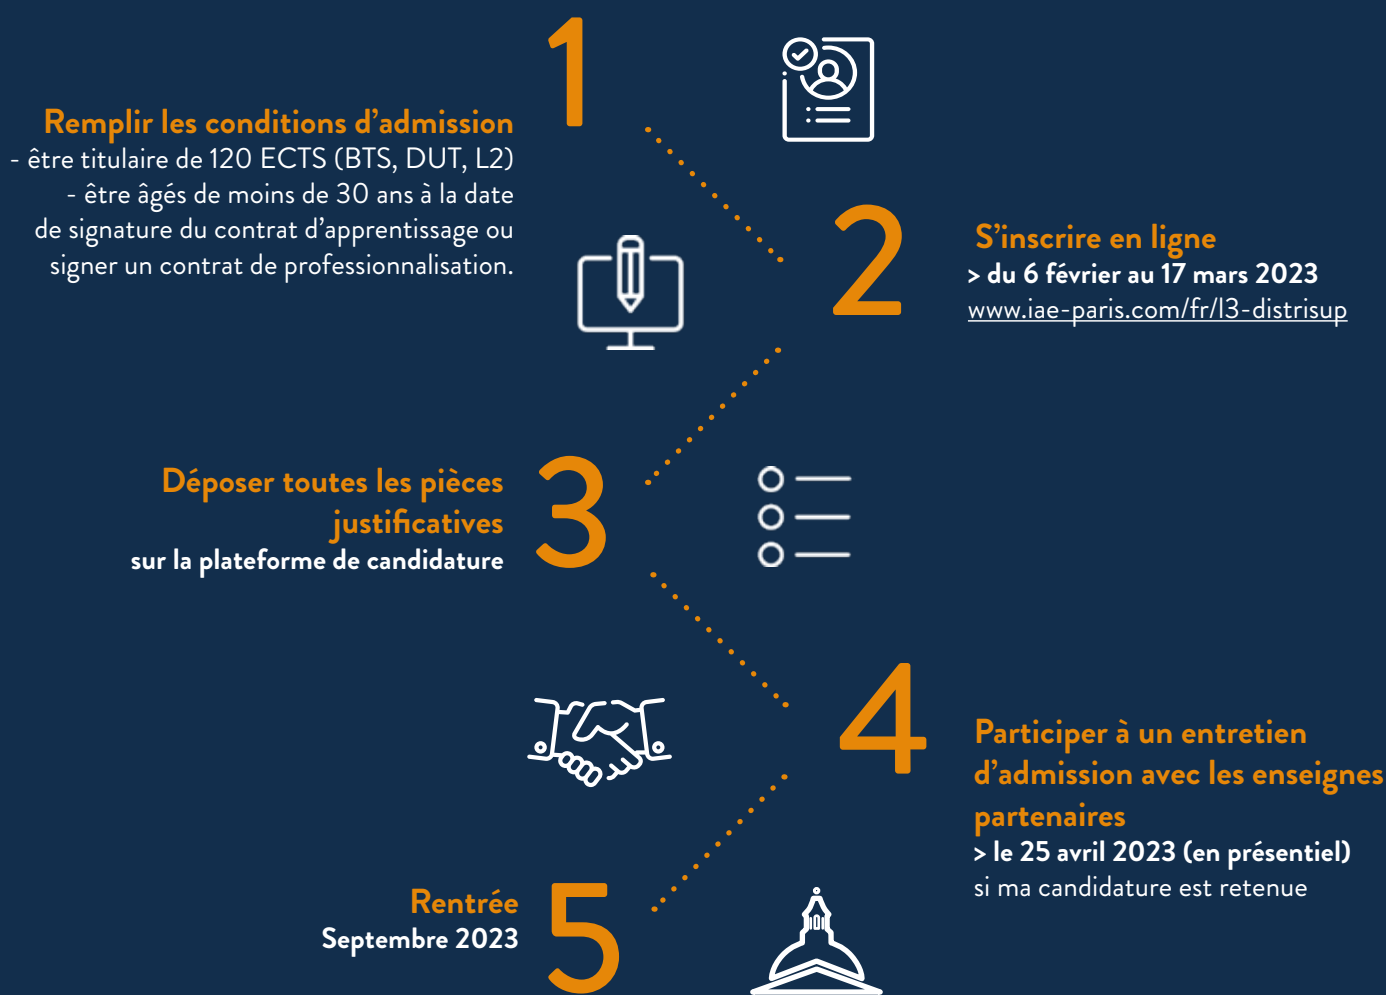 1
Remplir les conditions d’admission
- être titulaire de 120 ECTS (BTS, DUT, L2)
- être âgés de moins de 30 ans à la date
de signature du contrat d’apprentissage ou
signer un contrat de professionnalisation.
2
S’inscrire en ligne
> du 6 février au 17 mars 2023
www.iae-paris.com/fr/l3-distrisup
3
Déposer toutes les pièces
justificatives
sur la plateforme de candidature
4
Participer à un entretien
d’admission avec les enseignes
partenaires
> le 25 avril 2023 (en présentiel)
si ma candidature est retenue
5
Rentrée
Septembre 2023